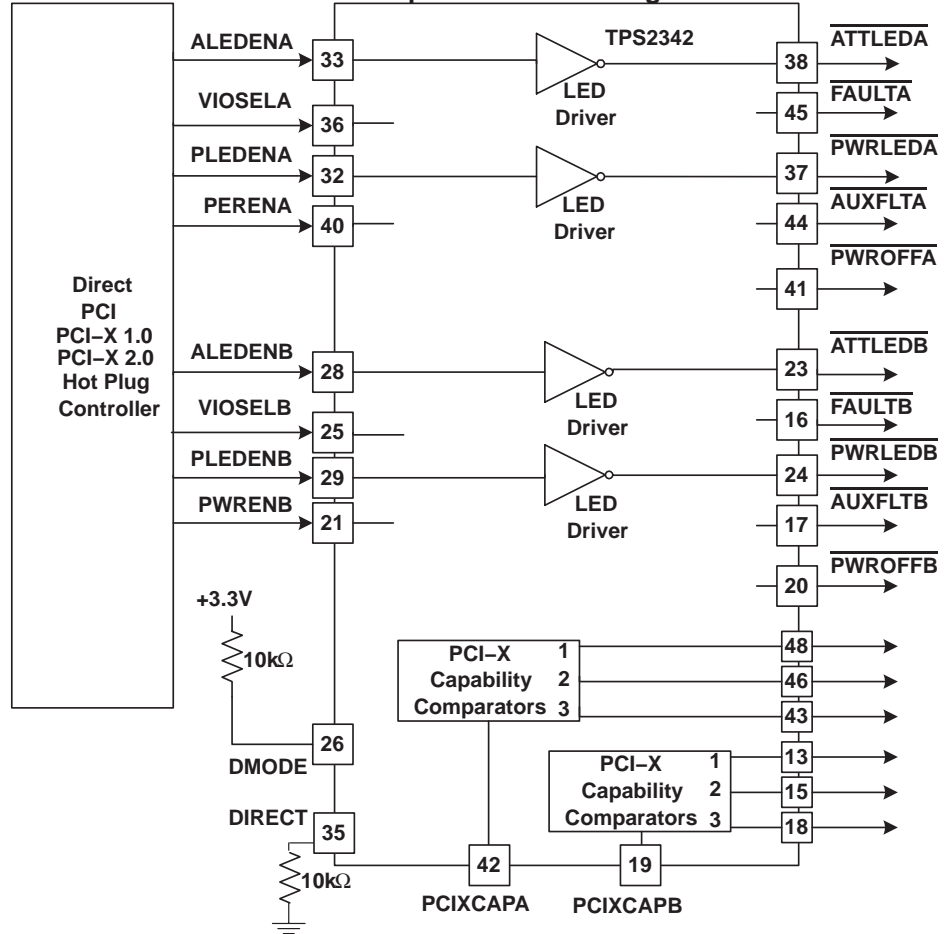 ALEDENA
33
TPS2342
LED
Driver
38
ATTLEDA
VIOSELA
36
45
FAULTA
PLEDENA
32
LED
Driver
37
PWRLEDA
PERENA
40
44
AUXFLTA
41
PWROFFA
Direct
PCI
PCI–X 1.0
PCI–X 2.0
Hot Plug
Controller
ALEDENB
28
LED
Driver
23
ATTLEDB
VIOSELB
25
16
FAULTB
PLEDENB
29
LED
Driver
24
PWRLEDB
PWRENB
21
17
AUXFLTB
20
PWROFFB
+3.3V
10kΩ
26
DMODE
PCI–X 1
Capability 2
Comparators 3
48
46
43
PCI–X 1
Capability 2
Comparators 3
13
15
18
DIRECT
35
10kΩ
42
PCIXCAPA
19
PCIXCAPB